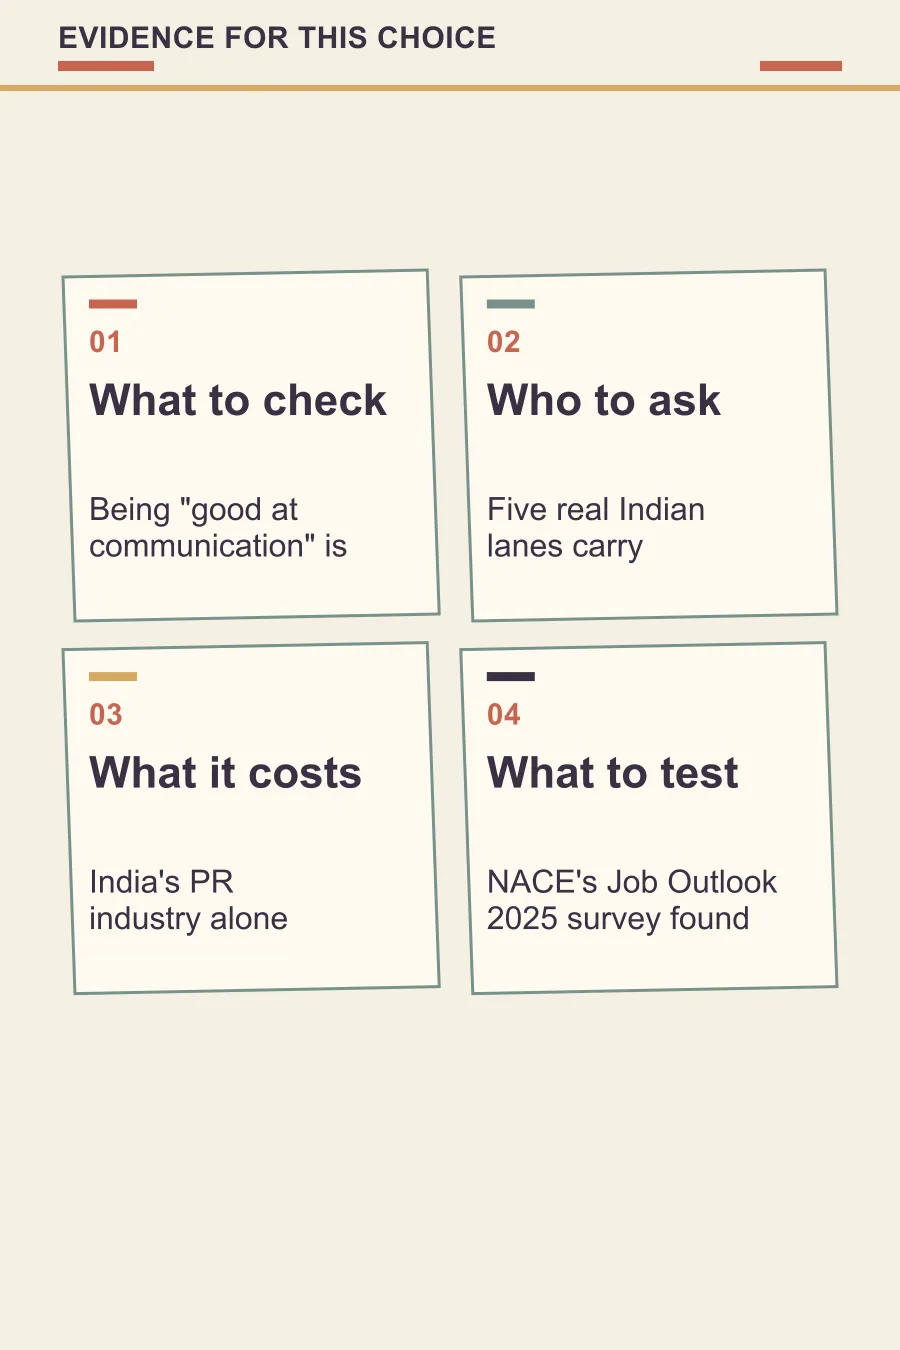 EVIDENCE FOR THIS CHOICE
01
What to check
Being "good at
communication" is
02
Who to ask
Five real Indian
lanes carry
03
What it costs
India's PR
industry alone
04
What to test
NACE's Job Outlook
2025 survey found